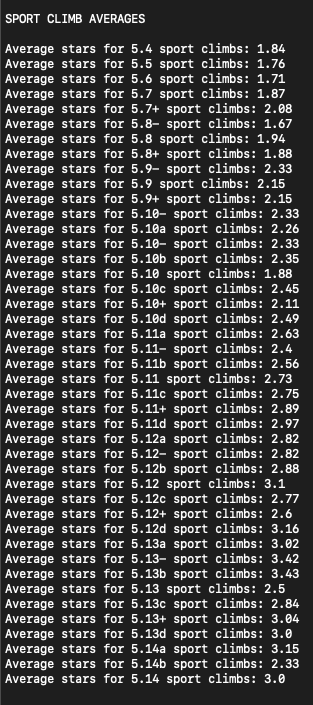 SPORT CLIMB AVERAGES
Average stars for 5.4 sport climbs: 1.84
Average stars for 5.5 sport climbs: 1.76
Average stars for 5.6 sport climbs: 1.71
Average stars for 5.7 sport climbs: 1.87
Average stars for 5.7+ sport climbs: 2.08
Average stars for 5.8- sport climbs: 1.67
Average stars for 5.8 sport climbs: 1.94
Average stars for 5.8+ sport climbs: 1.88
Average stars for 5.9- sport climbs: 2.33
Average stars for 5.9 sport climbs: 2.15
Average stars for 5.9+ sport climbs: 2.15
Average stars for 5.10- sport climbs: 2.33
Average stars for 5.10a sport climbs: 2.26
Average stars for 5.10- sport climbs: 2.33
Average stars for 5.10b sport climbs: 2.35
Average stars for 5.10 sport climbs: 1.88
Average stars for 5.10c sport climbs: 2.45
Average stars for 5.10+ sport climbs: 2.11
Average stars for 5.10d sport climbs: 2.49
Average stars for 5.11a sport climbs: 2.63
Average stars for 5.11- sport climbs: 2.4
Average stars for 5.11b sport climbs: 2.56
Average stars for 5.11 sport climbs: 2.73
Average stars for 5.11c sport climbs: 2.75
Average stars for 5.11+ sport climbs: 2.89
Average stars for 5.11d sport climbs: 2.97
Average stars for 5.12a sport climbs: 2.82
Average stars for 5.12- sport climbs: 2.82
Average stars for 5.12b sport climbs: 2.88
Average stars for 5.12 sport climbs: 3.1
Average stars for 5.12c sport climbs: 2.77
Average stars for 5.12+ sport climbs: 2.6
Average stars for 5.12d sport climbs: 3.16
Average stars for 5.13a sport climbs: 3.02
Average stars for 5.13- sport climbs: 3.42
Average stars for 5.13b sport climbs: 3.43
Average stars for 5.13 sport climbs: 2.5
Average stars for 5.13c sport climbs: 2.84
Average stars for 5.13+ sport climbs: 3.04
Average stars for 5.13d sport climbs: 3.0
Average stars for 5.14a sport climbs: 3.15
Average stars for 5.14b sport climbs: 2.33
Average stars for 5.14 sport climbs: 3.0